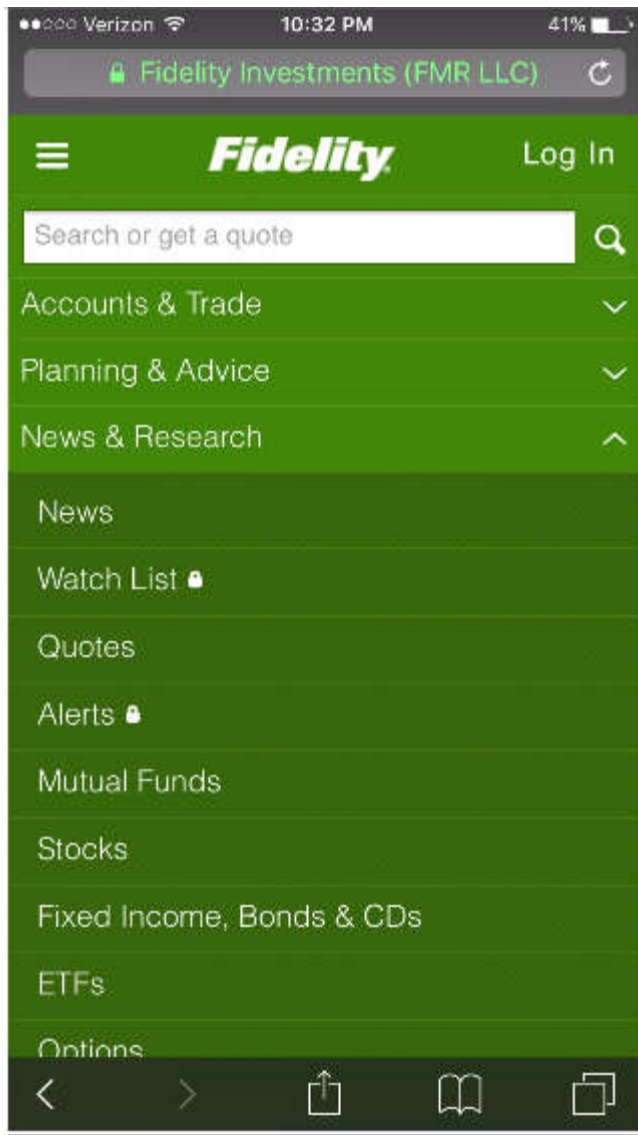 Verizon 10:32 PM 41%
Fidelity Investments (FMR LLC)
Fidelity Log In
Search or get a quote
Accounts & Trade
Planning & Advice
News & Research
News
Watch List
Quotes
Alerts
Mutual Funds
Stocks
Fixed Income, Bonds & CDs
ETFs
Options